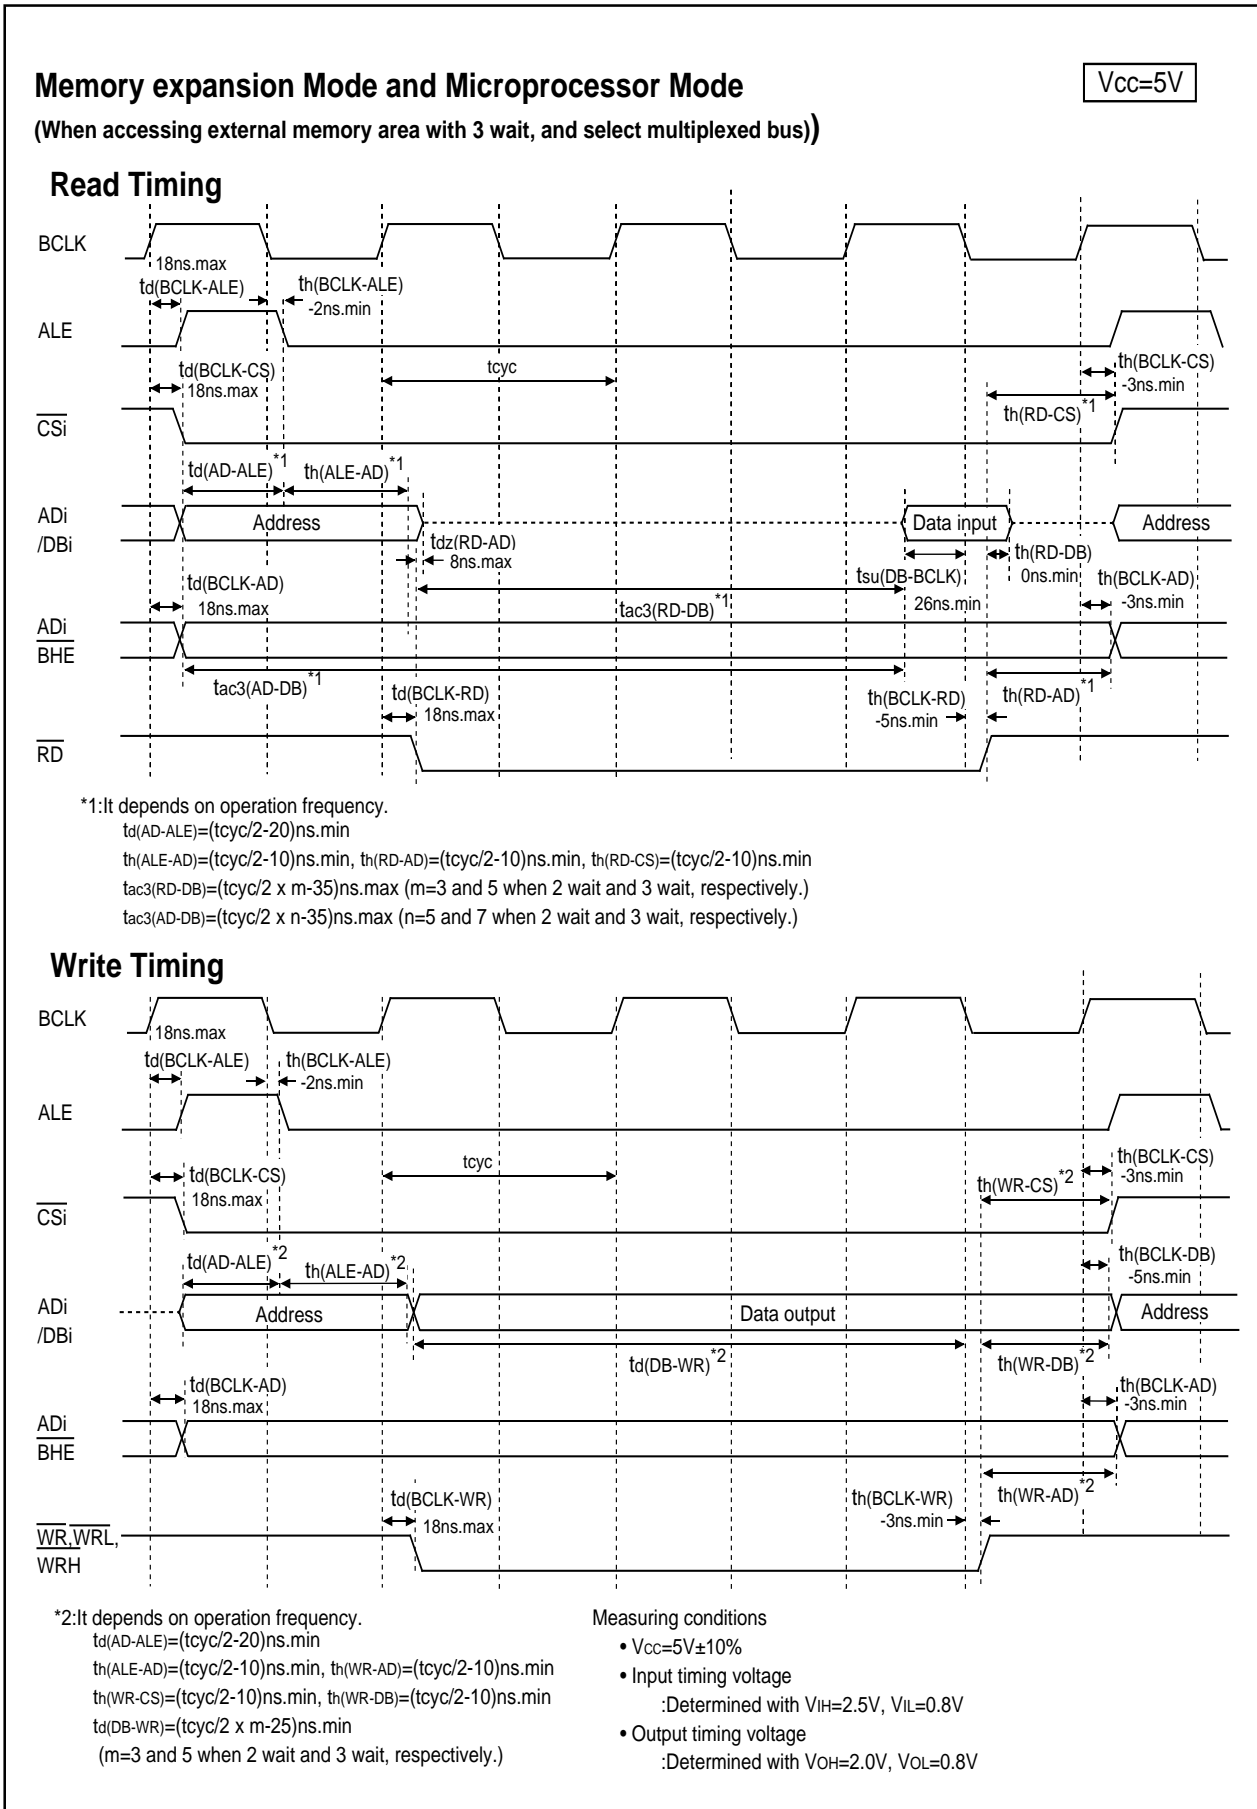 Memory expansion Mode and Microprocessor Mode
Vcc=5V
(When accessing external memory area with 3 wait, and select multiplexed bus))
Read Timing
BCLK
18ns.max
td(BCLK-ALE)
th(BCLK-ALE)
-2ns.min
ALE
td(BCLK-CS)
18ns.max
tcyc
th(BCLK-CS)
-3ns.min
th(RD-CS)*1
CSi
td(AD-ALE)*1
th(ALE-AD)*1
ADi
/DBi
Address
Data input
Address
tdz(RD-AD)
8ns.max
th(RD-DB)
0ns.min
tsu(DB-BCLK)
26ns.min
td(BCLK-AD)
18ns.max
th(BCLK-AD)
-3ns.min
tac3(RD-DB)*1
ADi
BHE
tac3(AD-DB)*1
td(BCLK-RD)
18ns.max
th(BCLK-RD)
-5ns.min
th(RD-AD)*1
RD
*1:It depends on operation frequency.
td(AD-ALE)=(tcyc/2-20)ns.min
th(ALE-AD)=(tcyc/2-10)ns.min, th(RD-AD)=(tcyc/2-10)ns.min, th(RD-CS)=(tcyc/2-10)ns.min
tac3(RD-DB)=(tcyc/2 x m-35)ns.max (m=3 and 5 when 2 wait and 3 wait, respectively.)
tac3(AD-DB)=(tcyc/2 x n-35)ns.max (n=5 and 7 when 2 wait and 3 wait, respectively.)
Write Timing
BCLK
18ns.max
td(BCLK-ALE)
th(BCLK-ALE)
-2ns.min
ALE
td(BCLK-CS)
18ns.max
tcyc
th(BCLK-CS)
-3ns.min
th(WR-CS)*2
CSi
td(AD-ALE)*2
th(ALE-AD)*2
th(BCLK-DB)
-5ns.min
ADi
/DBi
Address
Data output
Address
td(DB-WR)*2
th(WR-DB)*2
td(BCLK-AD)
18ns.max
th(BCLK-AD)
-3ns.min
ADi
BHE
td(BCLK-WR)
18ns.max
th(BCLK-WR)
-3ns.min
th(WR-AD)*2
WR,WRL,
WRH
*2:It depends on operation frequency.
td(AD-ALE)=(tcyc/2-20)ns.min
th(ALE-AD)=(tcyc/2-10)ns.min, th(WR-AD)=(tcyc/2-10)ns.min
th(WR-CS)=(tcyc/2-10)ns.min, th(WR-DB)=(tcyc/2-10)ns.min
td(DB-WR)=(tcyc/2 x m-25)ns.min
(m=3 and 5 when 2 wait and 3 wait, respectively.)
Measuring conditions
• VCC=5V±10%
• Input timing voltage
:Determined with VIH=2.5V, VIL=0.8V
• Output timing voltage
:Determined with VOH=2.0V, VOL=0.8V